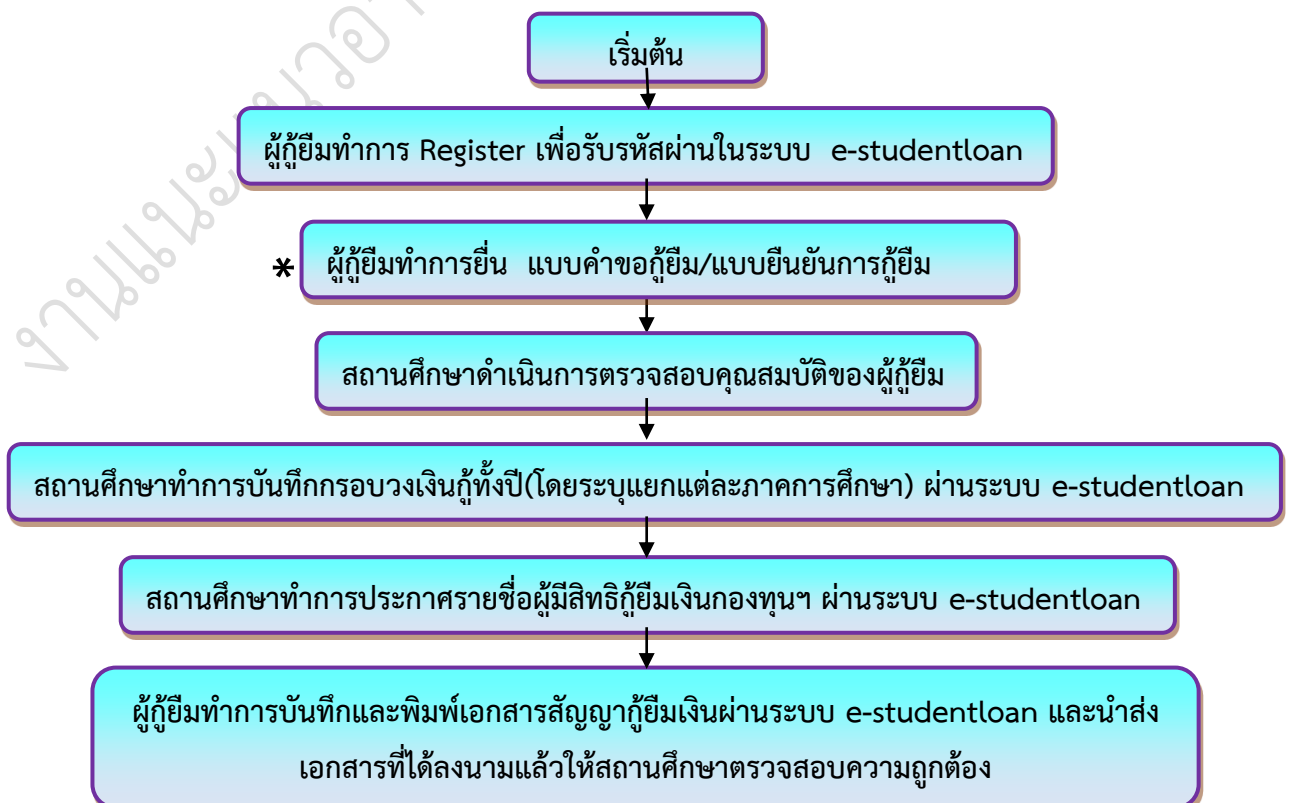 เริ่มต้น
ผู้กู้ยืมทำการ Register เพื่อรับรหัสผ่านในระบบ e-studentloan
* ผู้กู้ยืมทำการยื่น แบบคำขอกู้ยืม/แบบยืนยันการกู้ยืม
สถานศึกษาดำเนินการตรวจสอบคุณสมบัติของผู้กู้ยืม
สถานศึกษาทำการบันทึกกรอบวงเงินกู้ทั้งปี(โดยระบุแยกแต่ละภาคการศึกษา) ผ่านระบบ e-studentloan
สถานศึกษาทำการประกาศรายชื่อผู้มีสิทธิกู้ยืมเงินกองทุนฯ ผ่านระบบ e-studentloan
ผู้กู้ยืมทำการบันทึกและพิมพ์เอกสารสัญญากู้ยืมเงินผ่านระบบ e-studentloan และนำส่ง
เอกสารที่ได้ลงนามแล้วให้สถานศึกษาตรวจสอบความถูกต้อง